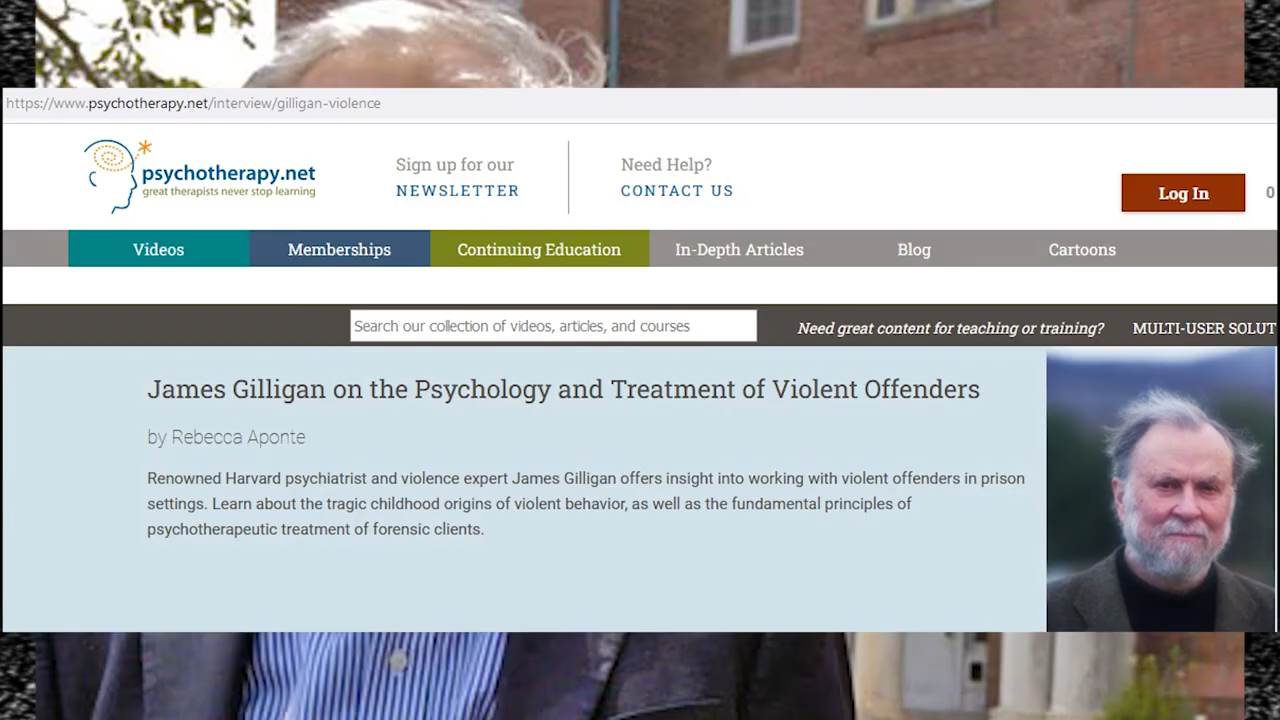 https://www.psychotherapy.net/interview/gilligan-violence
psychotherapy.net
great therapists never stop learning
Sign up for our
NEWSLETTER
Need Help?
CONTACT US
Log In
0
Videos
Memberships
Continuing Education
In-Depth Articles
Blog
Cartoons
Search our collection of videos, articles, and courses
Need great content for teaching or training?
MULTI-USER SOLUT
James Gilligan on the Psychology and Treatment of Violent Offenders
by Rebecca Aponte
Renowned Harvard psychiatrist and violence expert James Gilligan offers insight into working with violent offenders in prison
settings. Learn about the tragic childhood origins of violent behavior, as well as the fundamental principles of
psychotherapeutic treatment of forensic clients.